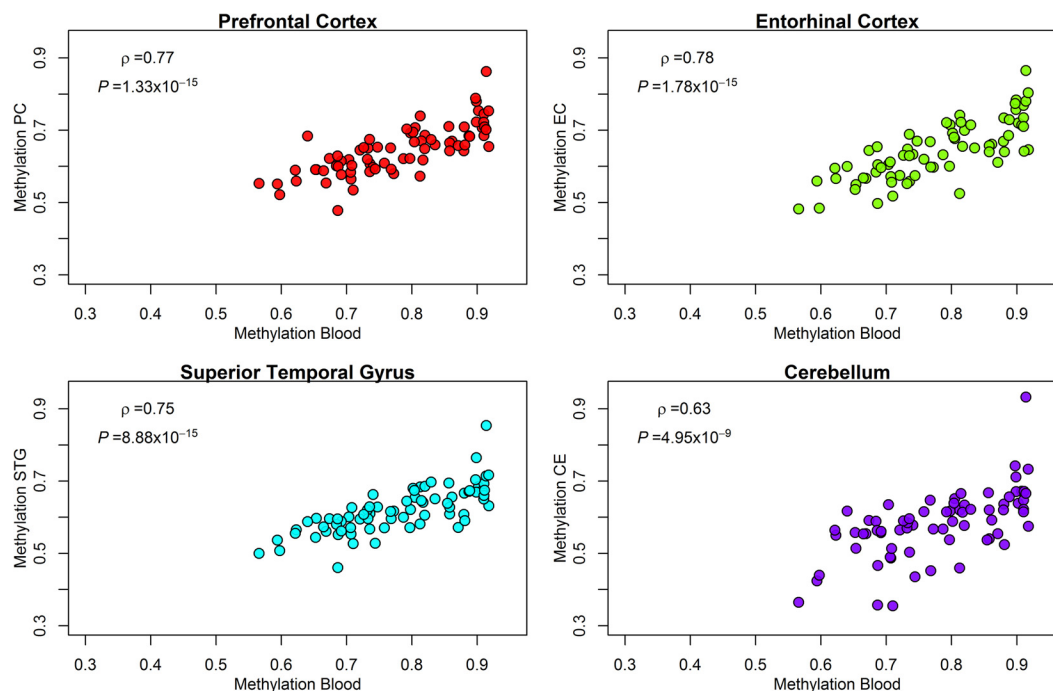 Prefrontal Cortex
ρ =0.77
P =1.33x10⁻¹⁵
Methylation PC
0.3 0.5 0.7 0.9
0.3 0.4 0.5 0.6 0.7 0.8 0.9
Methylation Blood
Entorhinal Cortex
ρ =0.78
P =1.78x10⁻¹⁵
Methylation EC
0.3 0.5 0.7 0.9
0.3 0.4 0.5 0.6 0.7 0.8 0.9
Methylation Blood
Superior Temporal Gyrus
ρ =0.75
P =8.88x10⁻¹⁵
Methylation STG
0.3 0.5 0.7 0.9
0.3 0.4 0.5 0.6 0.7 0.8 0.9
Methylation Blood
Cerebellum
ρ =0.63
P =4.95x10⁻⁹
Methylation CE
0.3 0.5 0.7 0.9
0.3 0.4 0.5 0.6 0.7 0.8 0.9
Methylation Blood